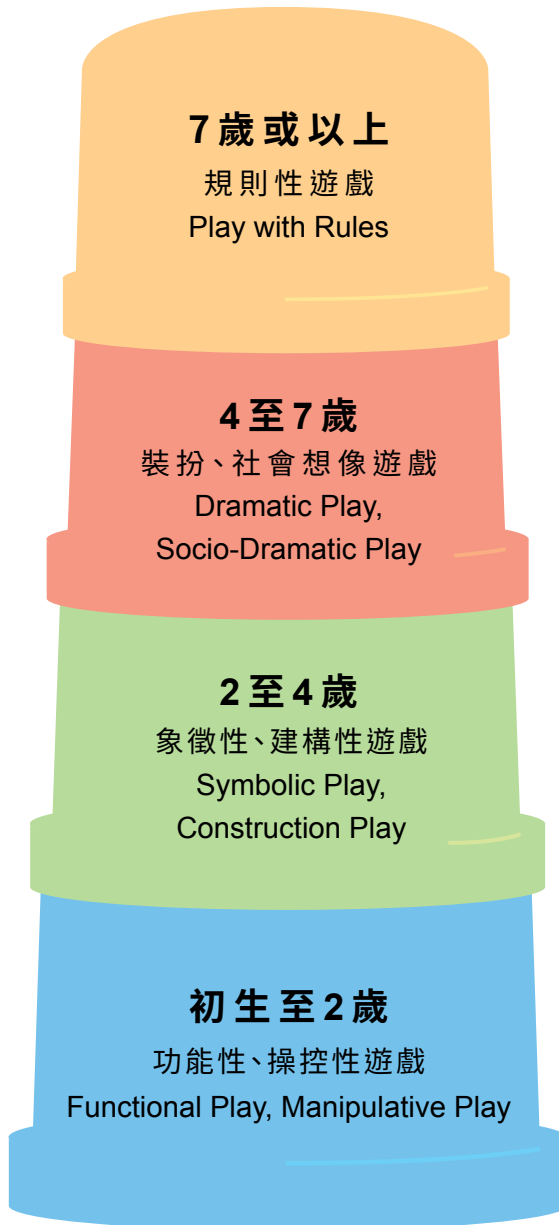 7歲或以上
規則性遊戲
Play with Rules
4至7歲
裝扮、社會想像遊戲
Dramatic Play,
Socio-Dramatic Play
2至4歲
象徵性、建構性遊戲
Symbolic Play,
Construction Play
初生至2歲
功能性、操控性遊戲
Functional Play, Manipulative Play